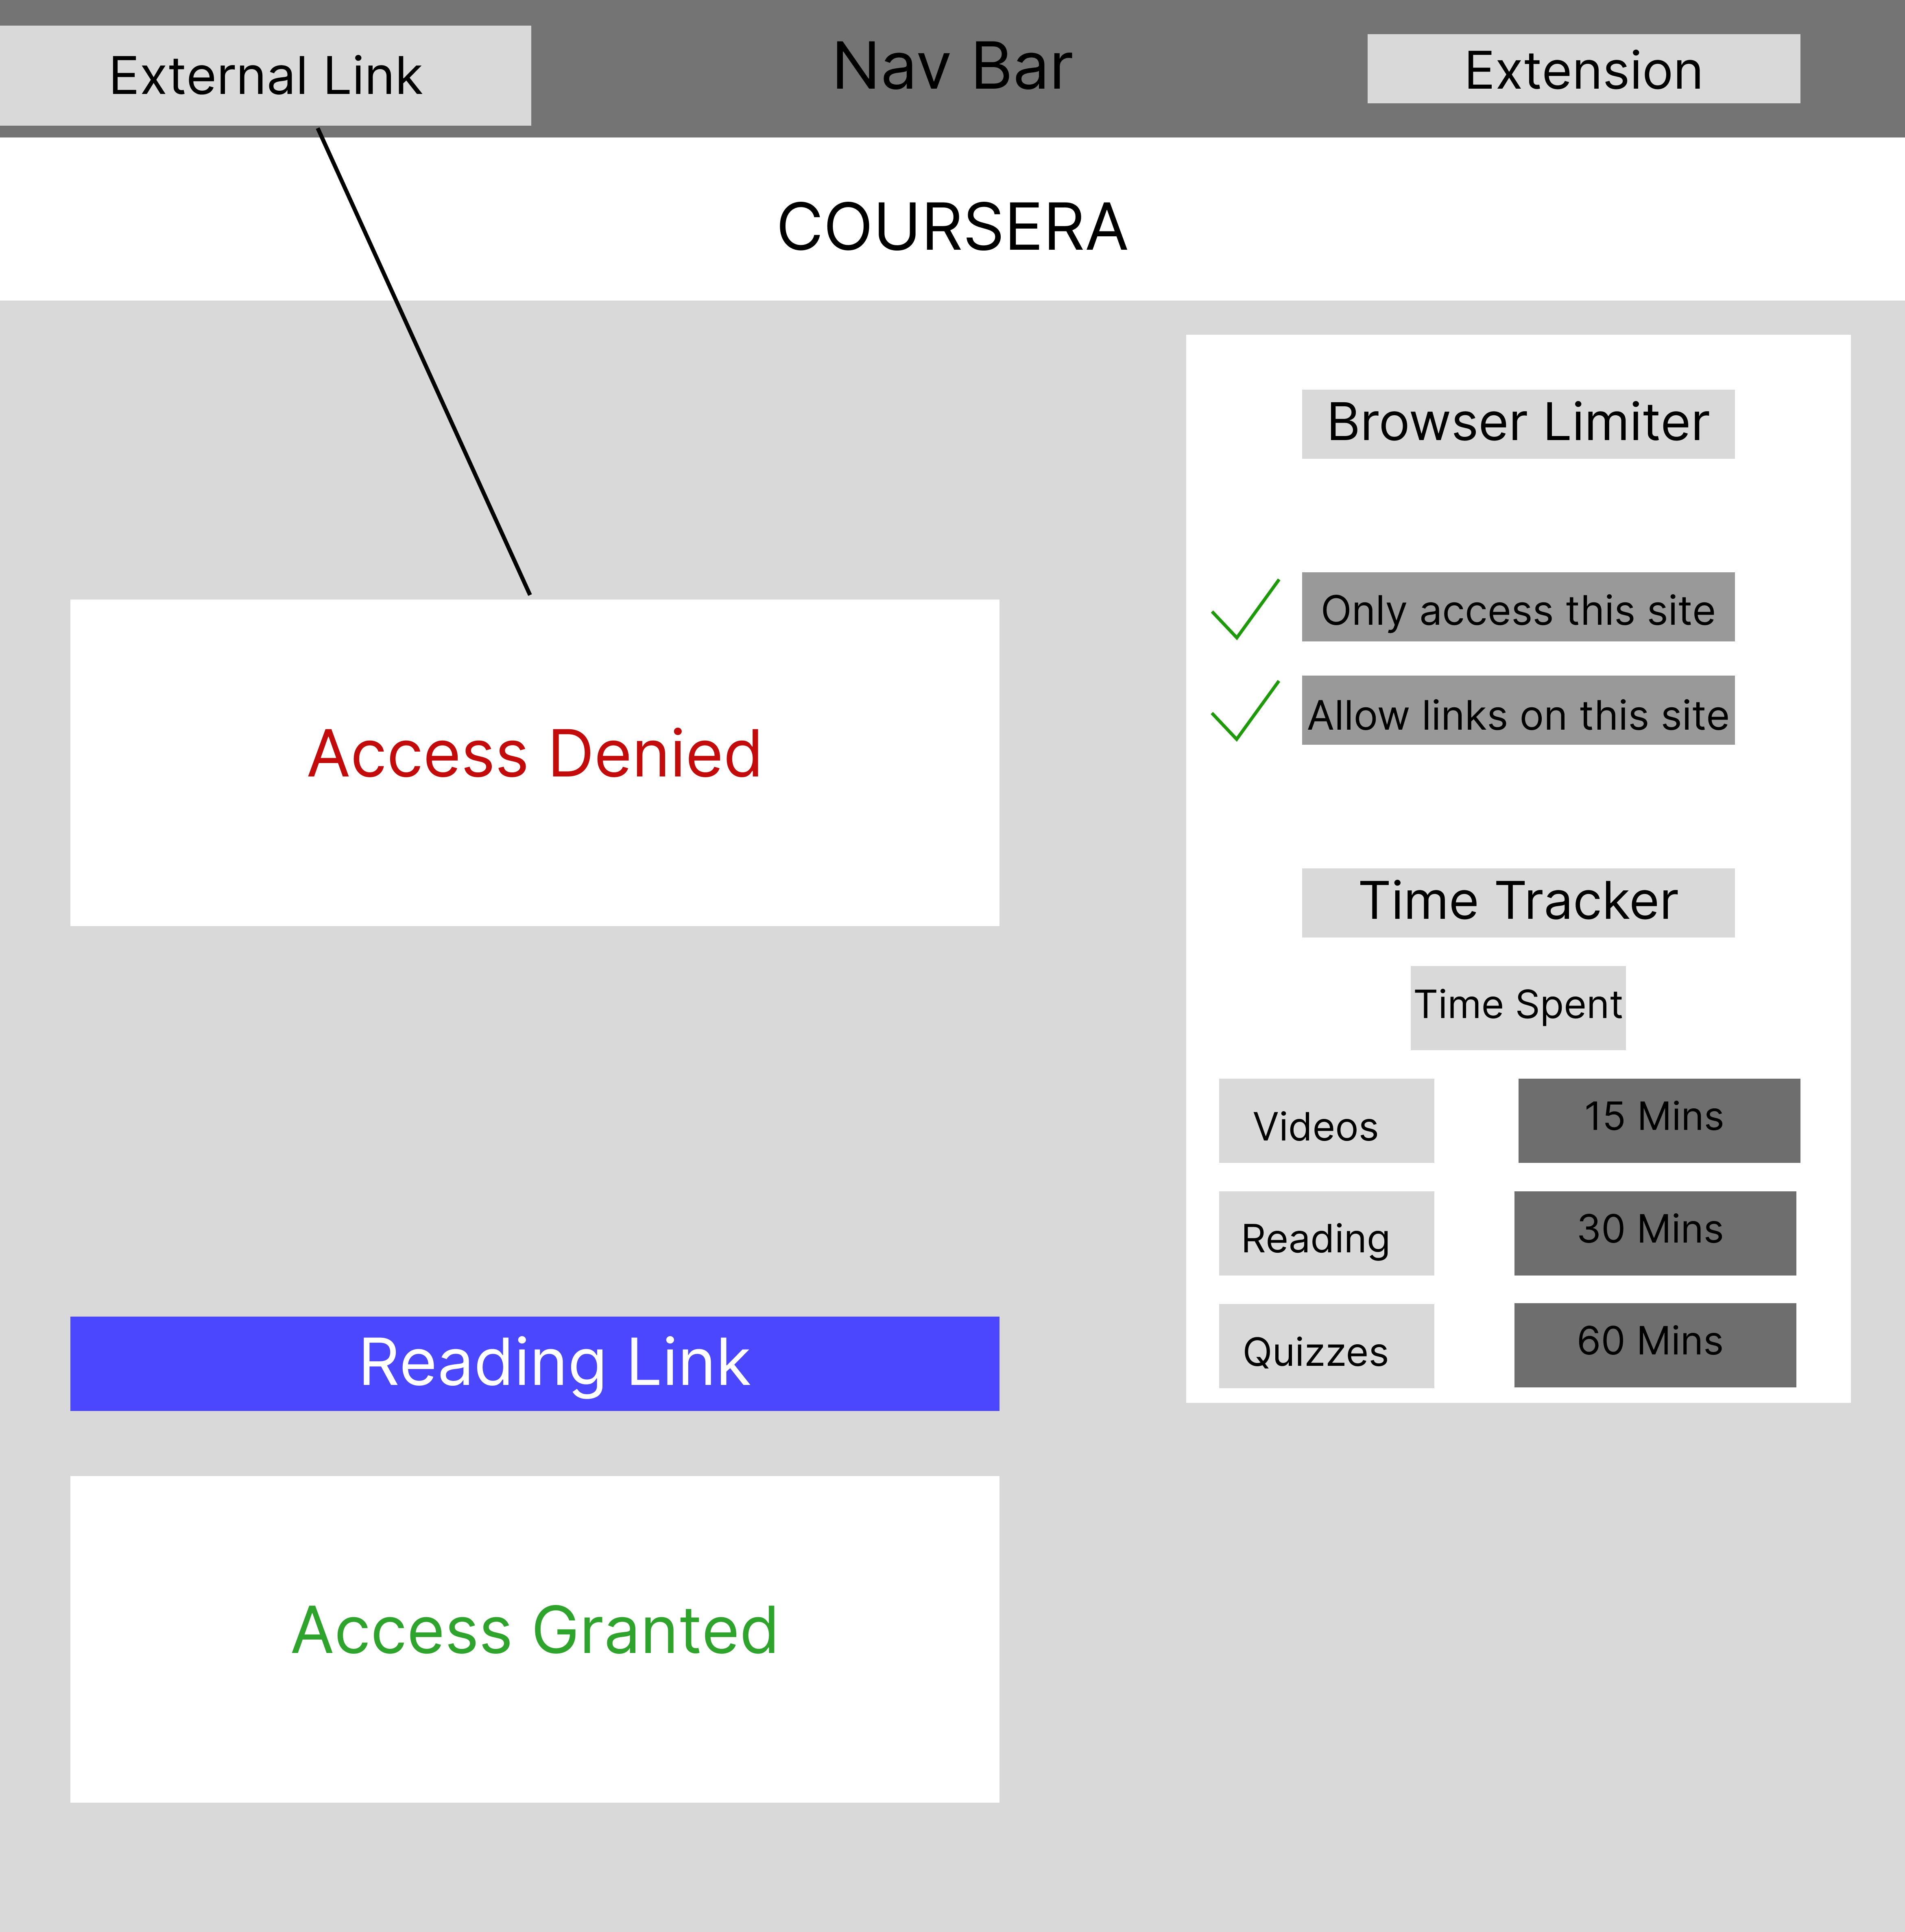 External Link
Nav Bar
Extension
COURSERA
Browser Limiter
Only access this site
Allow links on this site
Access Denied
Time Tracker
Time Spent
Videos
15 Mins
Reading
30 Mins
Quizzes
60 Mins
Reading Link
Access Granted